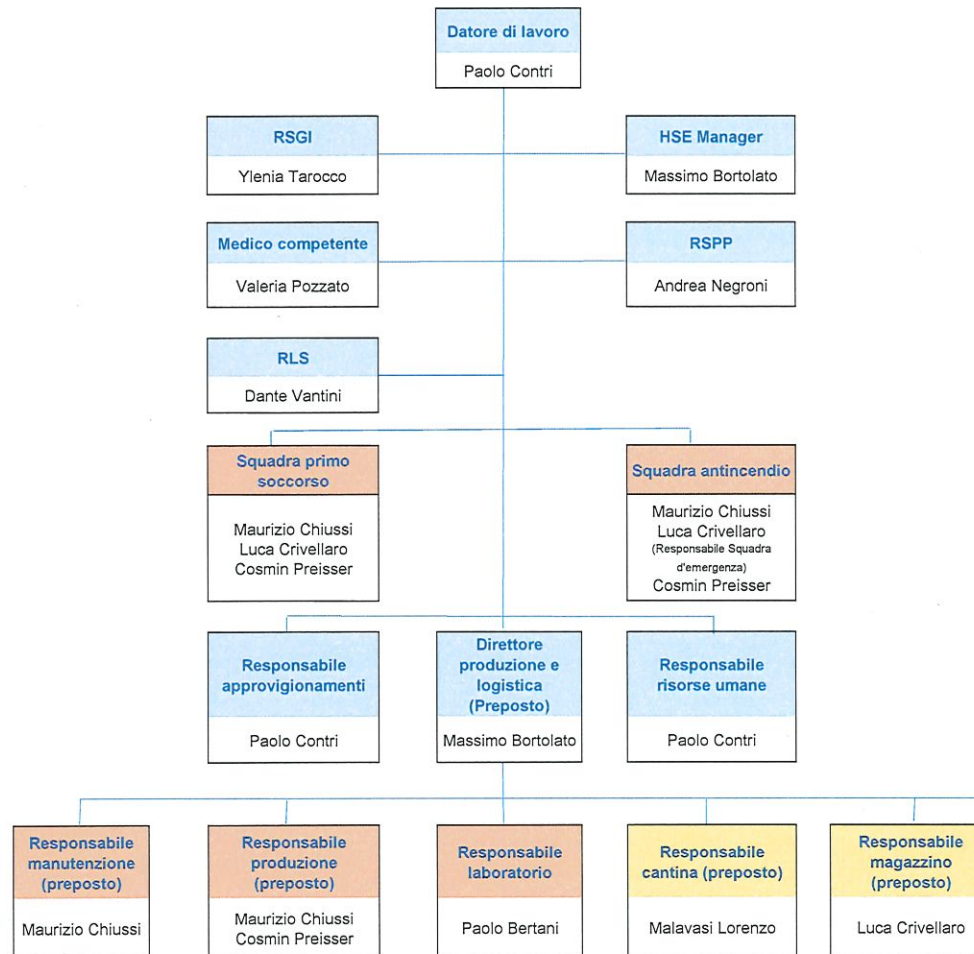 Datore di lavoro
Paolo Contri
RSGI
Ylenia Tarocco
HSE Manager
Massimo Bortolato
Medico competente
Valeria Pozzato
RSPP
Andrea Negroni
RLS
Dante Vantini
Squadra primo
soccorso
Maurizio Chiussi
Luca Crivellaro
Cosmin Preisser
Squadra antincendio
Maurizio Chiussi
Luca Crivellaro
(Responsabile Squadra
d'emergenza)
Cosmin Preisser
Responsabile
approvigionamenti
Paolo Contri
Direttore
produzione e
logistica
(Preposto)
Massimo Bortolato
Responsabile
risorse umane
Paolo Contri
Responsabile
manutenzione
(preposto)
Maurizio Chiussi
Responsabile
produzione
(preposto)
Maurizio Chiussi
Cosmin Preisser
Responsabile
laboratorio
Paolo Bertani
Responsabile
cantina (preposto)
Malavasi Lorenzo
Responsabile
magazzino
(preposto)
Luca Crivellaro